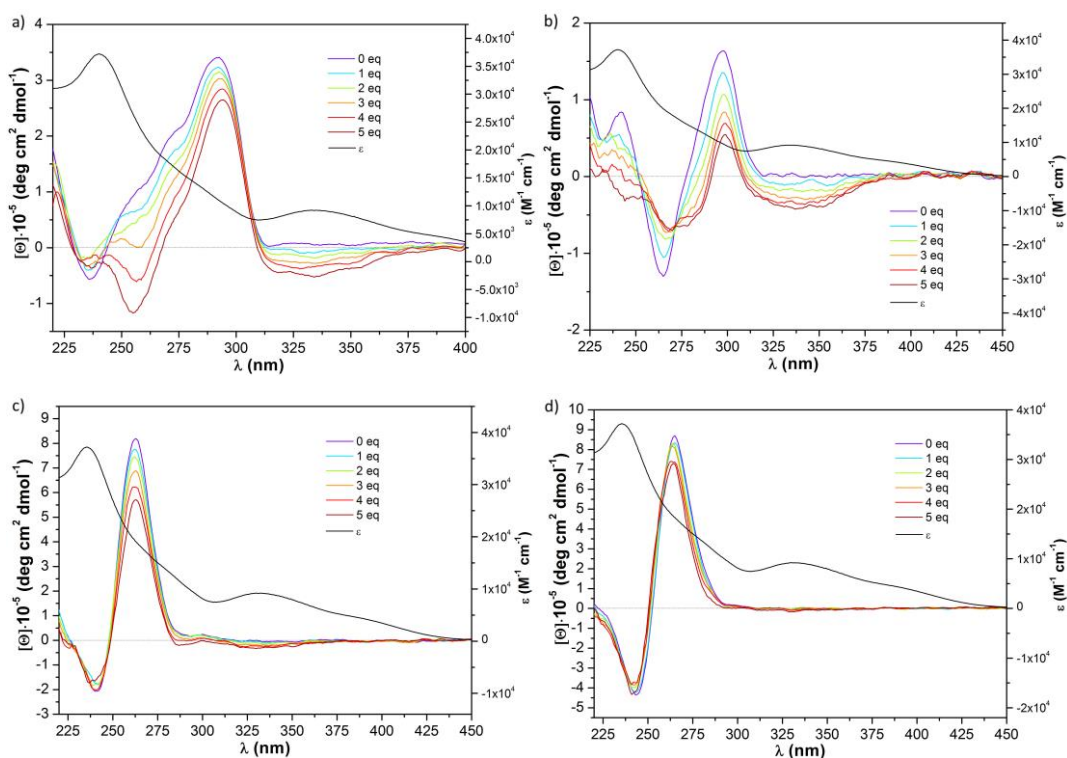 a)
4
3
2
1
0
-1
[Θ]·10⁻⁵ (deg cm² dmol⁻¹)
0 eq
1 eq
2 eq
3 eq
4 eq
5 eq
ε
4.0x10⁴
3.5x10⁴
3.0x10⁴
2.5x10⁴
2.0x10⁴
1.5x10⁴
1.0x10⁴
5.0x10³
0.0
-5.0x10³
-1.0x10⁴
ε (M⁻¹ cm⁻¹)
225 250 275 300 325 350 375 400
λ (nm)
b)
2
1
0
-1
-2
[Θ]·10⁻⁵ (deg cm² dmol⁻¹)
0 eq
1 eq
2 eq
3 eq
4 eq
5 eq
ε
4x10⁴
3x10⁴
2x10⁴
1x10⁴
0
-1x10⁴
-2x10⁴
-3x10⁴
-4x10⁴
ε (M⁻¹ cm⁻¹)
225 250 275 300 325 350 375 400 425 450
λ (nm)
c)
9
8
7
6
5
4
3
2
1
0
-1
-2
-3
[Θ]·10⁻⁵ (deg cm² dmol⁻¹)
0 eq
1 eq
2 eq
3 eq
4 eq
5 eq
ε
4x10⁴
3x10⁴
2x10⁴
1x10⁴
0
-1x10⁴
ε (M⁻¹ cm⁻¹)
225 250 275 300 325 350 375 400 425 450
λ (nm)
d)
10
9
8
7
6
5
4
3
2
1
0
-1
-2
-3
-4
-5
[Θ]·10⁻⁵ (deg cm² dmol⁻¹)
0 eq
1 eq
2 eq
3 eq
4 eq
5 eq
ε
4x10⁴
3x10⁴
2x10⁴
1x10⁴
0
-1x10⁴
-2x10⁴
ε (M⁻¹ cm⁻¹)
225 250 275 300 325 350 375 400 425 450
λ (nm)